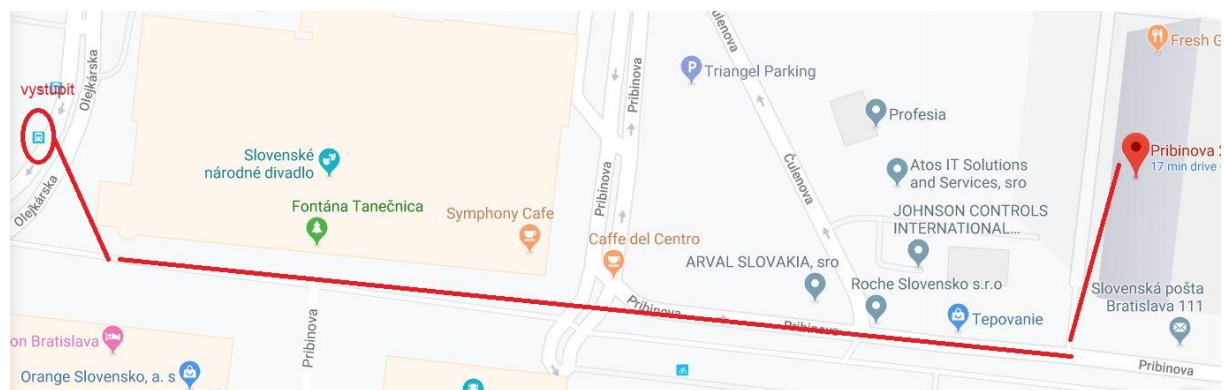 vystupit
Olejkárska
Olejkárska
Slovenské
národné divadlo
Fontána Tanečnica
Symphony Cafe
Caffe del Centro
Pribinova
Pribinova
Triangel Parking
Čulenova
Čulenova
Profesia
Atos IT Solutions
and Services, sro
JOHNSON CONTROLS
INTERNATIONAL...
ARVAL SLOVAKIA, sro
Roche Slovensko s.r.o
Tepovanie
Fresh G
Pribinova 2
17 min drive -
Slovenská pošta
Bratislava 111
Pribinova
Pribinova
Pribinova
Pribinova
on Bratislava
Orange Slovensko, a. s